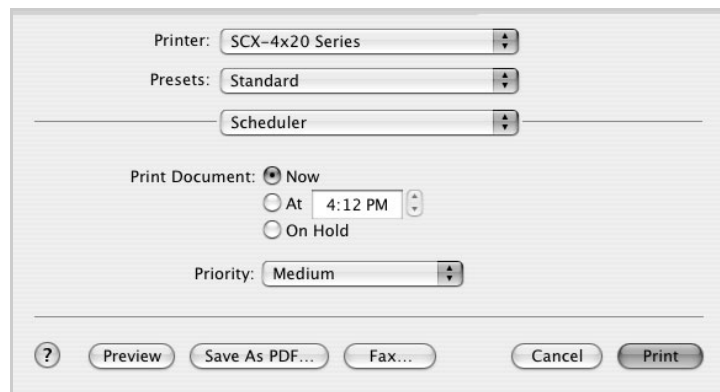 Printer: SCX-4x20 Series
Presets: Standard
Scheduler
Print Document: Now
At 4:12 PM
On Hold
Priority: Medium
? Preview Save As PDF... Fax... Cancel Print